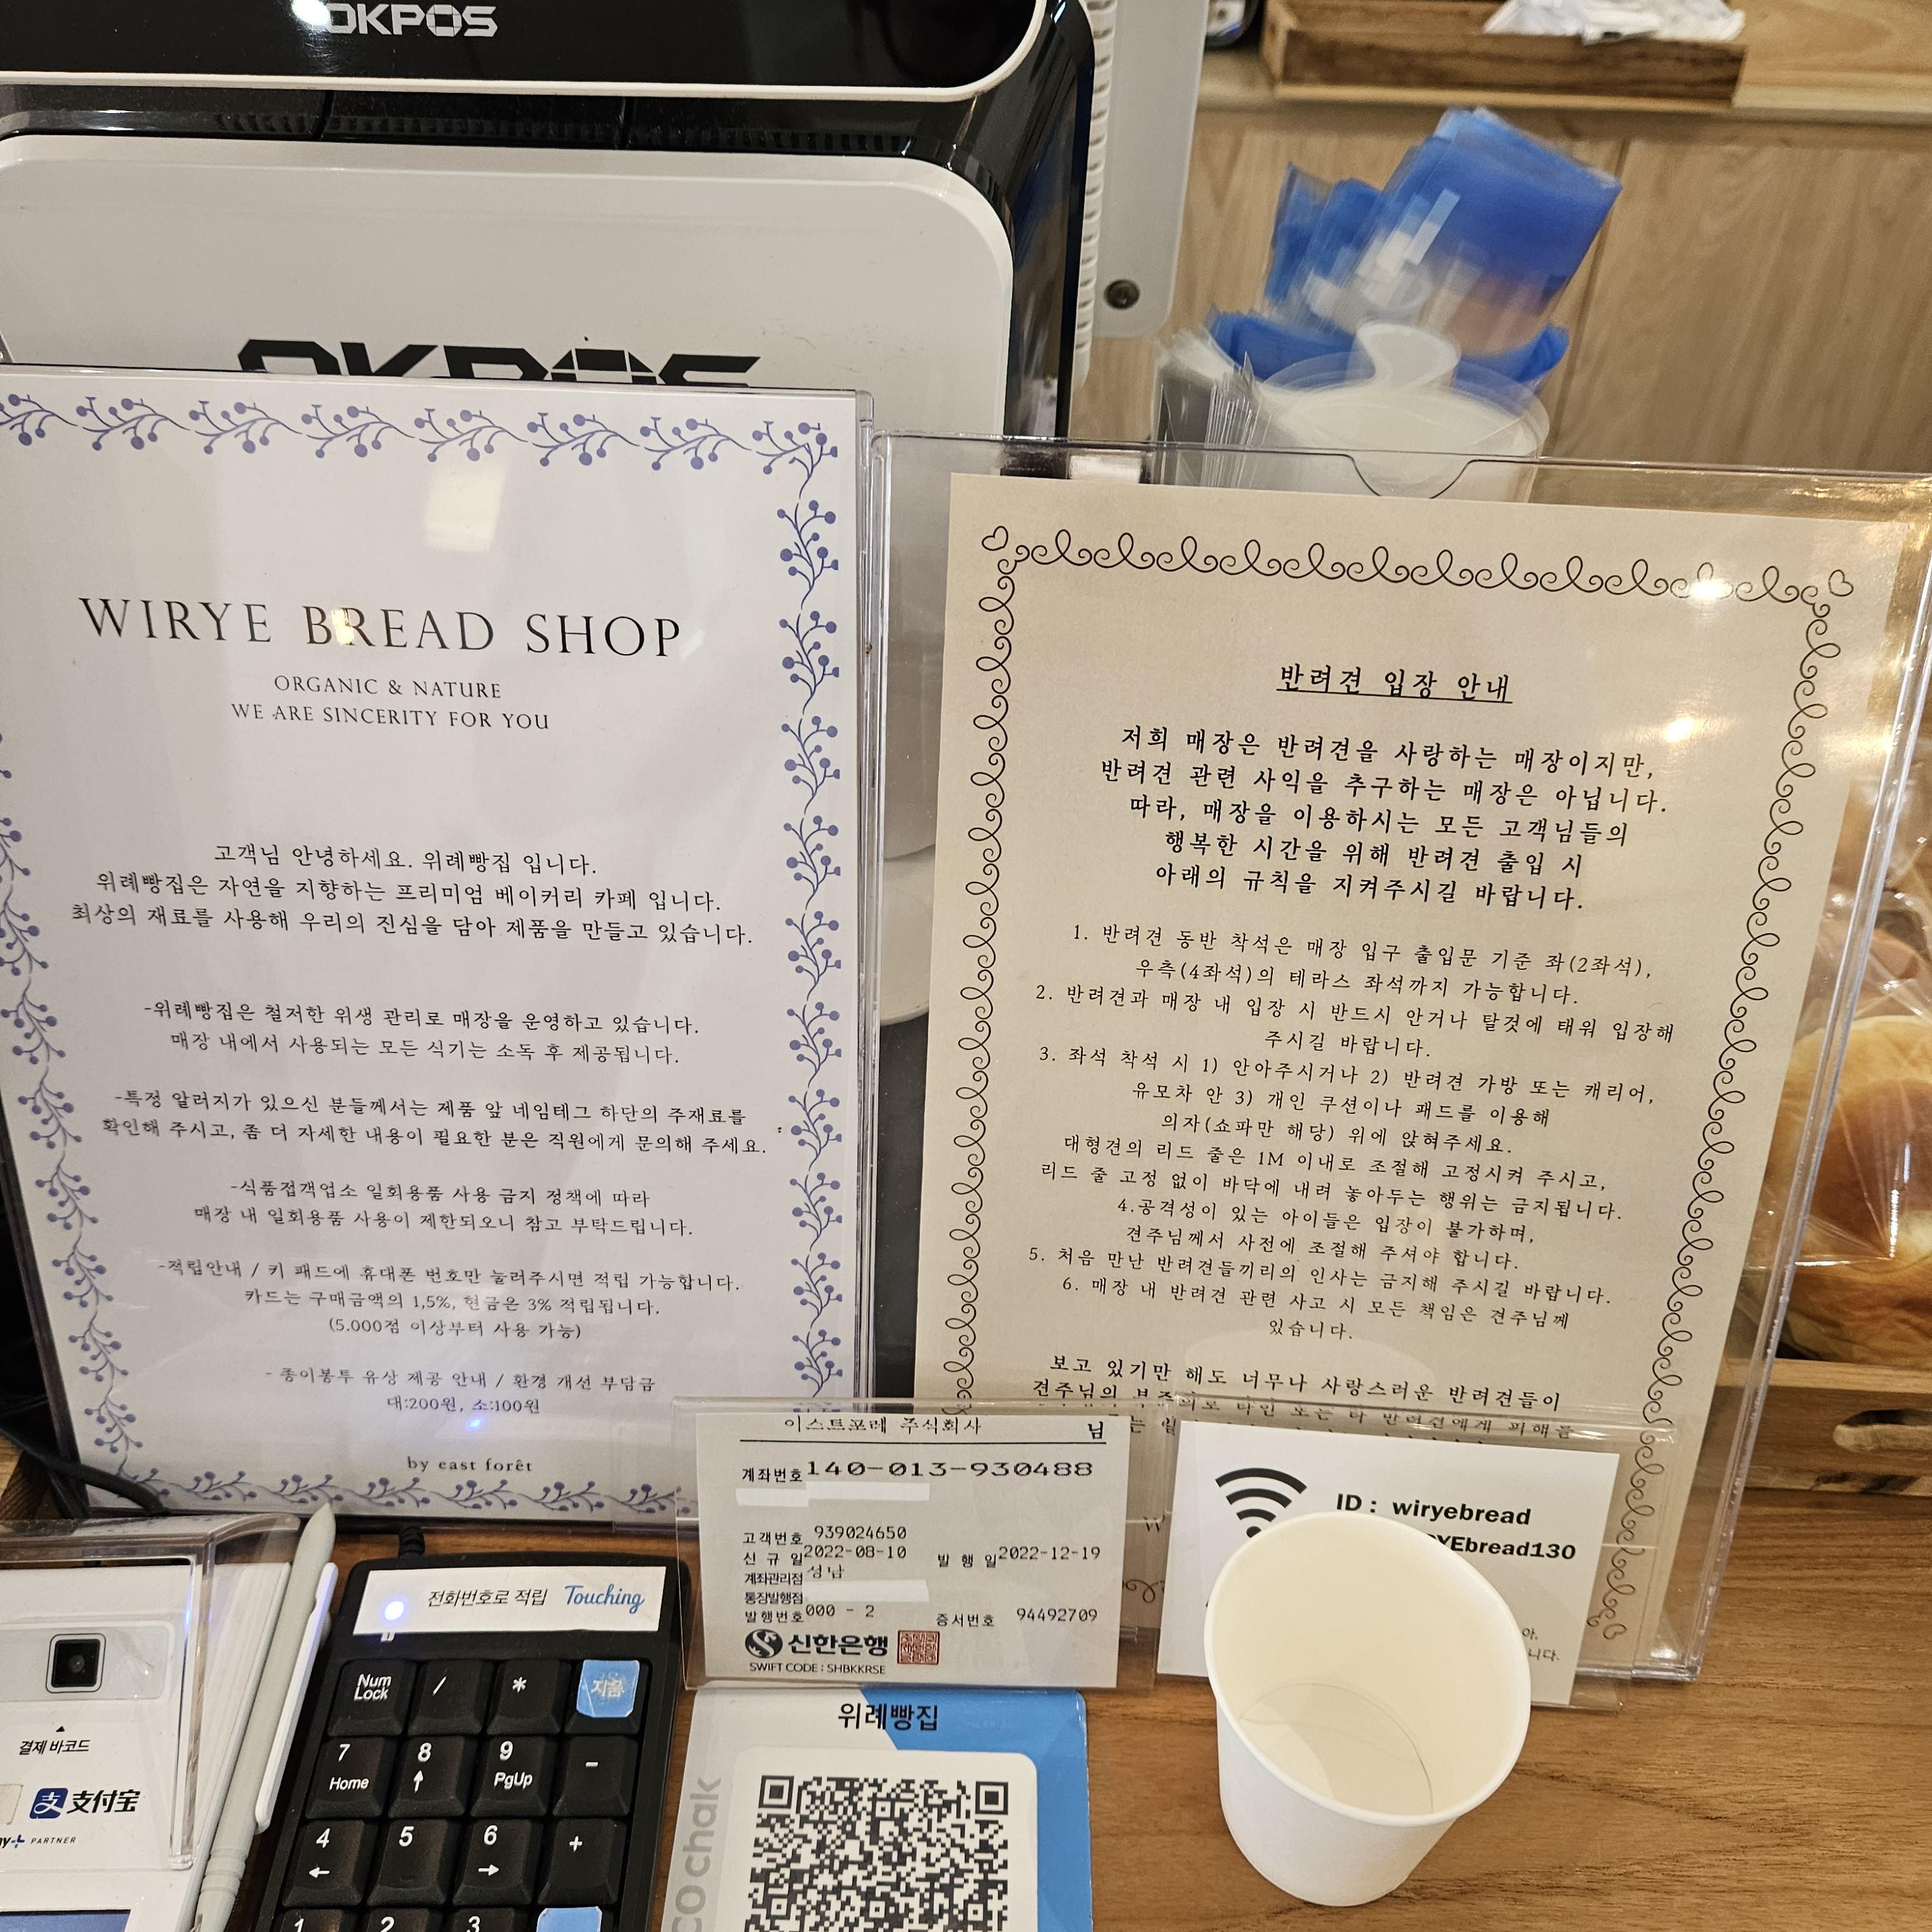 OKPOS
OKPOS
WIRYE BREAD SHOP
ORGANIC & NATURE
WE ARE SINCERITY FOR YOU
고객님 안녕하세요. 위례빵집 입니다.
위례빵집은 자연을 지향하는 프리미엄 베이커리 카페 입니다.
최상의 재료를 사용해 우리의 진심을 담아 제품을 만들고 있습니다.
-위례빵집은 철저한 위생 관리로 매장을 운영하고 있습니다.
매장 내에서 사용되는 모든 식기는 소독 후 제공됩니다.
-특정 알러지가 있으신 분들께서는 제품 앞 네임테그 하단의 주재료를
확인해 주시고, 좀 더 자세한 내용이 필요한 분은 직원에게 문의해 주세요.
-식품접객업소 일회용품 사용 금지 정책에 따라
매장 내 일회용품 사용이 제한되오니 참고 부탁드립니다.
-적립안내 / 키 패드에 휴대폰 번호만 눌러주시면 적립 가능합니다.
카드는 구매금액의 1,5%, 현금은 3% 적립됩니다.
(5.000점 이상부터 사용 가능)
- 종이봉투 유상 제공 안내 / 환경 개선 부담금
대:200원, 소:100원
by east forêt
반려견 입장 안내
저희 매장은 반려견을 사랑하는 매장이지만,
반려견 관련 사익을 추구하는 매장은 아닙니다.
따라, 매장을 이용하시는 모든 고객님들의
행복한 시간을 위해 반려견 출입 시
아래의 규칙을 지켜주시길 바랍니다.
1. 반려견 동반 착석은 매장 입구 출입문 기준 좌(2좌석),
우측(4좌석)의 테라스 좌석까지 가능합니다.
2. 반려견과 매장 내 입장 시 반드시 안거나 탈것에 태워 입장해
주시길 바랍니다.
3. 좌석 착석 시 1) 안아주시거나 2) 반려견 가방 또는 캐리어,
유모차 안 3) 개인 쿠션이나 패드를 이용해
의자(쇼파만 해당) 위에 앉혀주세요.
대형견의 리드 줄은 1M 이내로 조절해 고정시켜 주시고,
리드 줄 고정 없이 바닥에 내려 놓아두는 행위는 금지됩니다.
4.공격성이 있는 아이들은 입장이 불가하며,
견주님께서 사전에 조절해 주셔야 합니다.
5. 처음 만난 반려견들끼리의 인사는 금지해 주시길 바랍니다.
6. 매장 내 반려견 관련 사고 시 모든 책임은 견주님께
있습니다.
보고 있기만 해도 너무나 사랑스러운 반려견들이
견주님의 부주의로 타인 또는 타 반려견에게 피해를
이스트포레 주식회사 님
계좌번호 140-013-930488
고객번호 939024650
신 규 일 2022-08-10 발 행 일 2022-12-19
계좌관리점 성남
통장발행점
발행번호 000 - 2 증서번호 94492709
신한은행
SWIFT CODE : SHBKKRSE
ID : wiryebread
YEbread130
아,
니다.
전화번호로 적립 Touching
Num Lock / * 지움
7 Home 8 9 PgUp -
4 5 6 +
1 2 3
결제 바코드
支付宝
PARTNER
위례빵집
CO chak